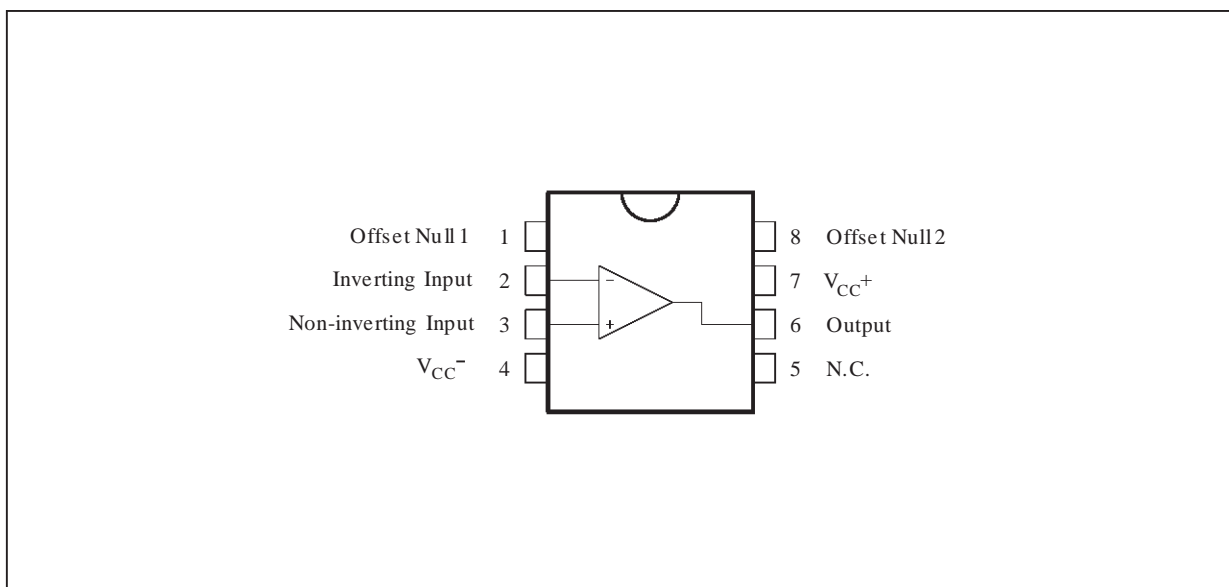 Offset Null 1 1
Inverting Input 2
Non-inverting Input 3
VCC− 4
8 Offset Null 2
7 VCC+
6 Output
5 N.C.
−
+